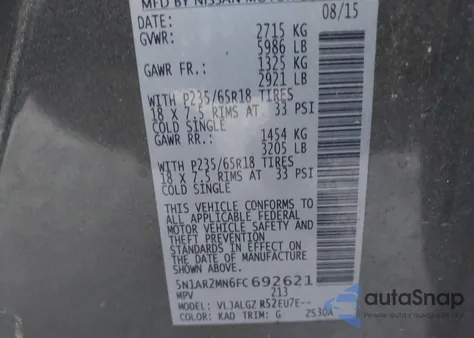 MFD BY NISSAN MOTOR
DATE: 08/15
GVWR: 2715 KG
5986 LB
GAWR FR.: 1325 KG
2921 LB
WITH P235/65R18 TIRES
18 X 7.5 RIMS AT 33 PSI
COLD SINGLE
GAWR RR.: 1454 KG
3205 LB
WITH P235/65R18 TIRES
18 X 7.5 RIMS AT 33 PSI
COLD SINGLE
THIS VEHICLE CONFORMS TO
ALL APPLICABLE FEDERAL
MOTOR VEHICLE SAFETY AND
THEFT PREVENTION
STANDARDS IN EFFECT ON
THE DATE OF MANUFACTURE
SHOWN ABOVE.
5N1AR2MN6FC692621
MPV 213
MODEL: VLJALGZ R52EU7E--
COLOR: KAD TRIM: G 2S30A
autoSnap